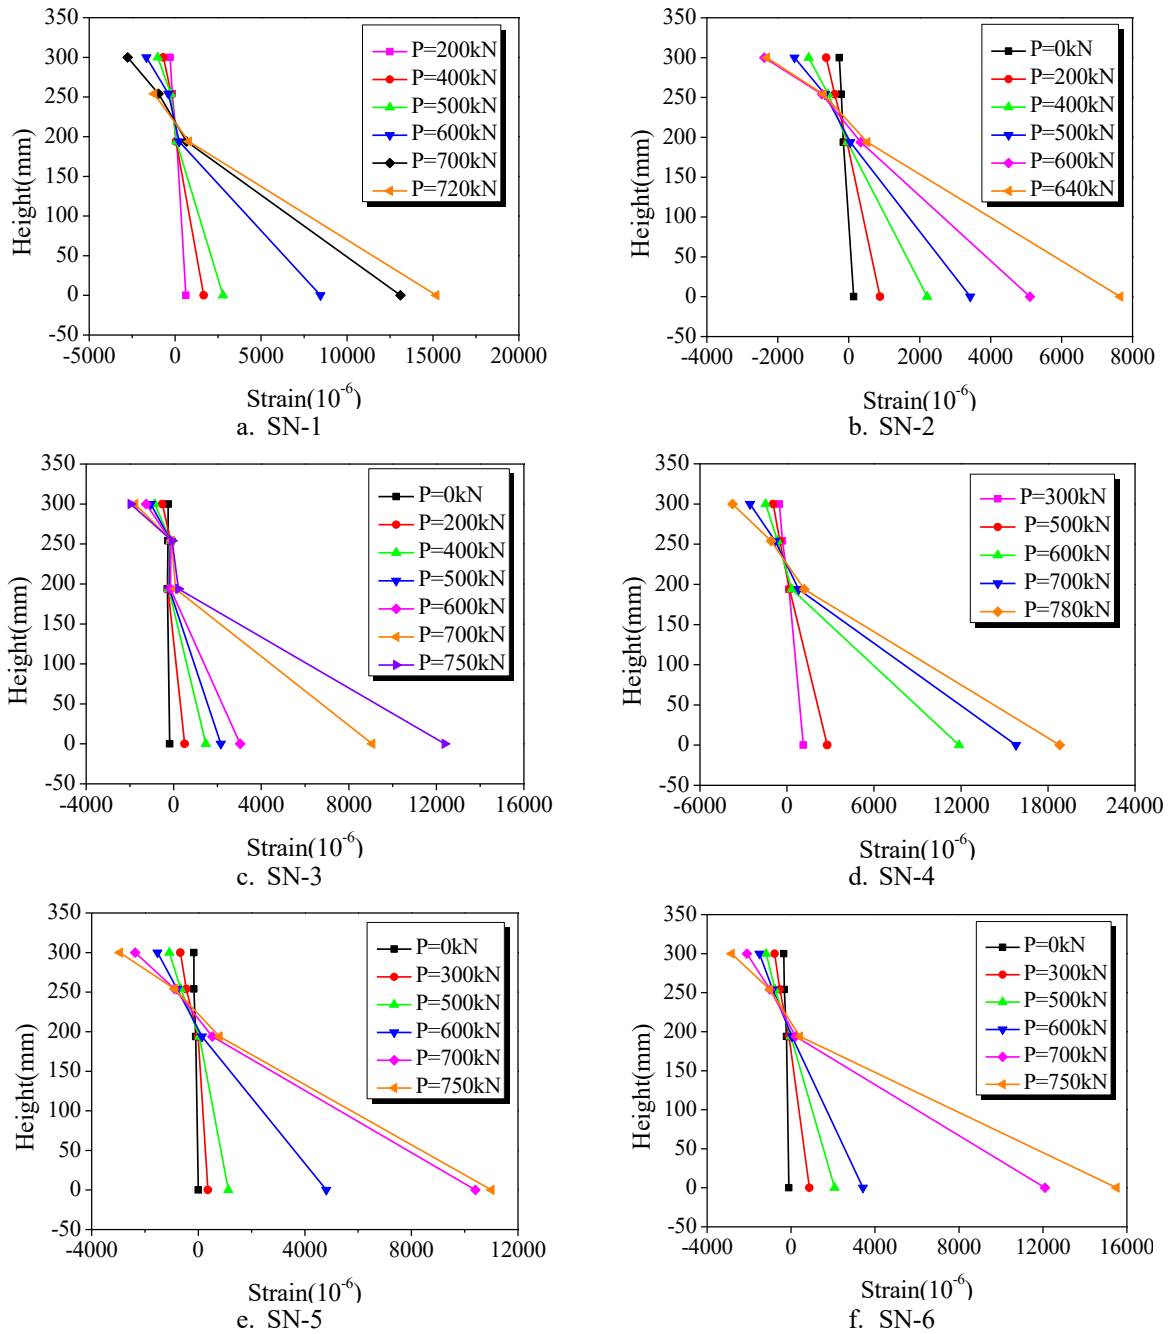 350
300
250
200
150
100
50
0
-50
Height(mm)
P=200kN
P=400kN
P=500kN
P=600kN
P=700kN
P=720kN
-5000 0 5000 10000 15000 20000
Strain(10-6)
a. SN-1
350
300
250
200
150
100
50
0
-50
Height(mm)
P=0kN
P=200kN
P=400kN
P=500kN
P=600kN
P=640kN
-4000 -2000 0 2000 4000 6000 8000
Strain(10-6)
b. SN-2
350
300
250
200
150
100
50
0
-50
Height(mm)
P=0kN
P=200kN
P=400kN
P=500kN
P=600kN
P=700kN
P=750kN
-4000 0 4000 8000 12000 16000
Strain(10-6)
c. SN-3
350
300
250
200
150
100
50
0
-50
Height(mm)
P=300kN
P=500kN
P=600kN
P=700kN
P=780kN
-6000 0 6000 12000 18000 24000
Strain(10-6)
d. SN-4
350
300
250
200
150
100
50
0
-50
Height(mm)
P=0kN
P=300kN
P=500kN
P=600kN
P=700kN
P=750kN
-4000 0 4000 8000 12000
Strain(10-6)
e. SN-5
350
300
250
200
150
100
50
0
-50
Height(mm)
P=0kN
P=300kN
P=500kN
P=600kN
P=700kN
P=750kN
-4000 0 4000 8000 12000 16000
Strain(10-6)
f. SN-6